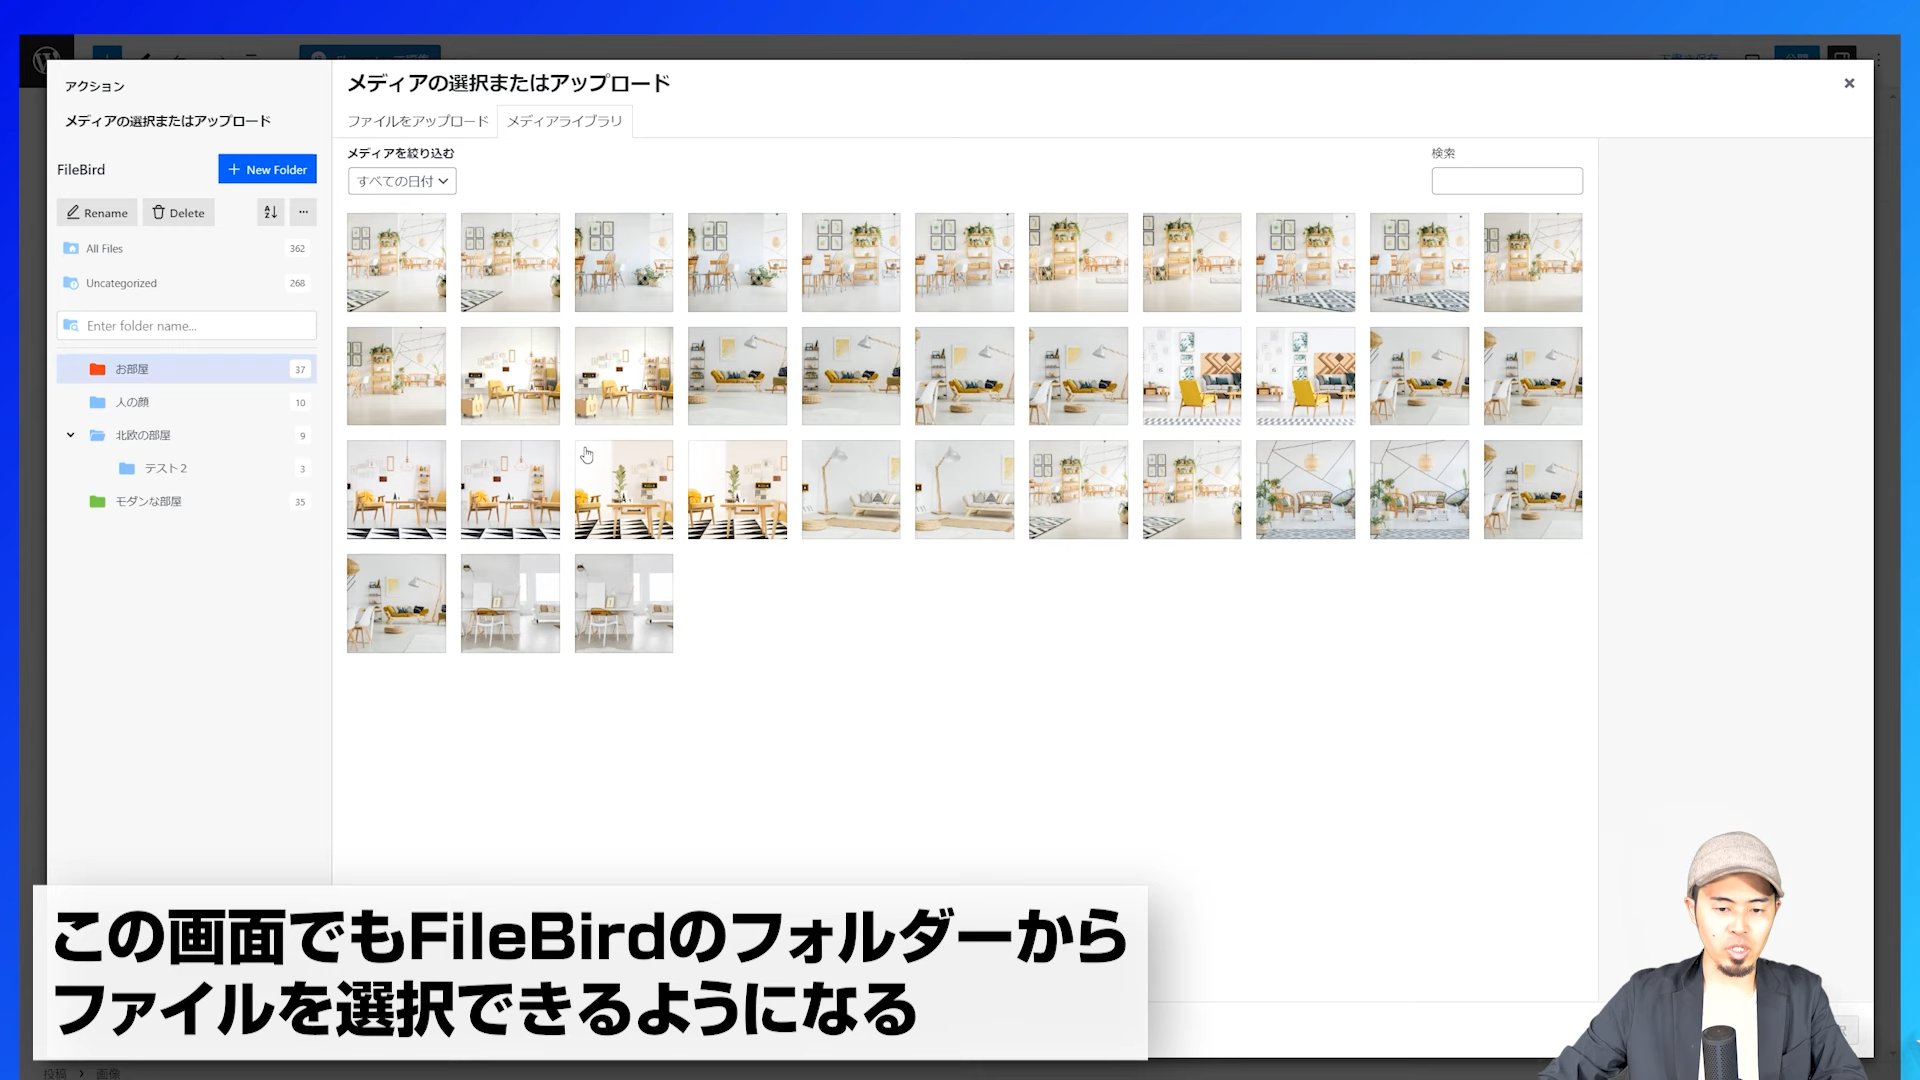 アクション
メディアの選択またはアップロード
FileBird
New Folder
Rename
Delete
All Files 362
Uncategorized 268
Enter folder name...
お部屋 37
人の顔 10
北欧の部屋 9
テスト2 3
モダンな部屋 35
メディアの選択またはアップロード
ファイルをアップロード
メディアライブラリ
メディアを絞り込む
すべての日付
検索
この画面でもFileBirdのフォルダーから
ファイルを選択できるようになる
投稿 > 画像